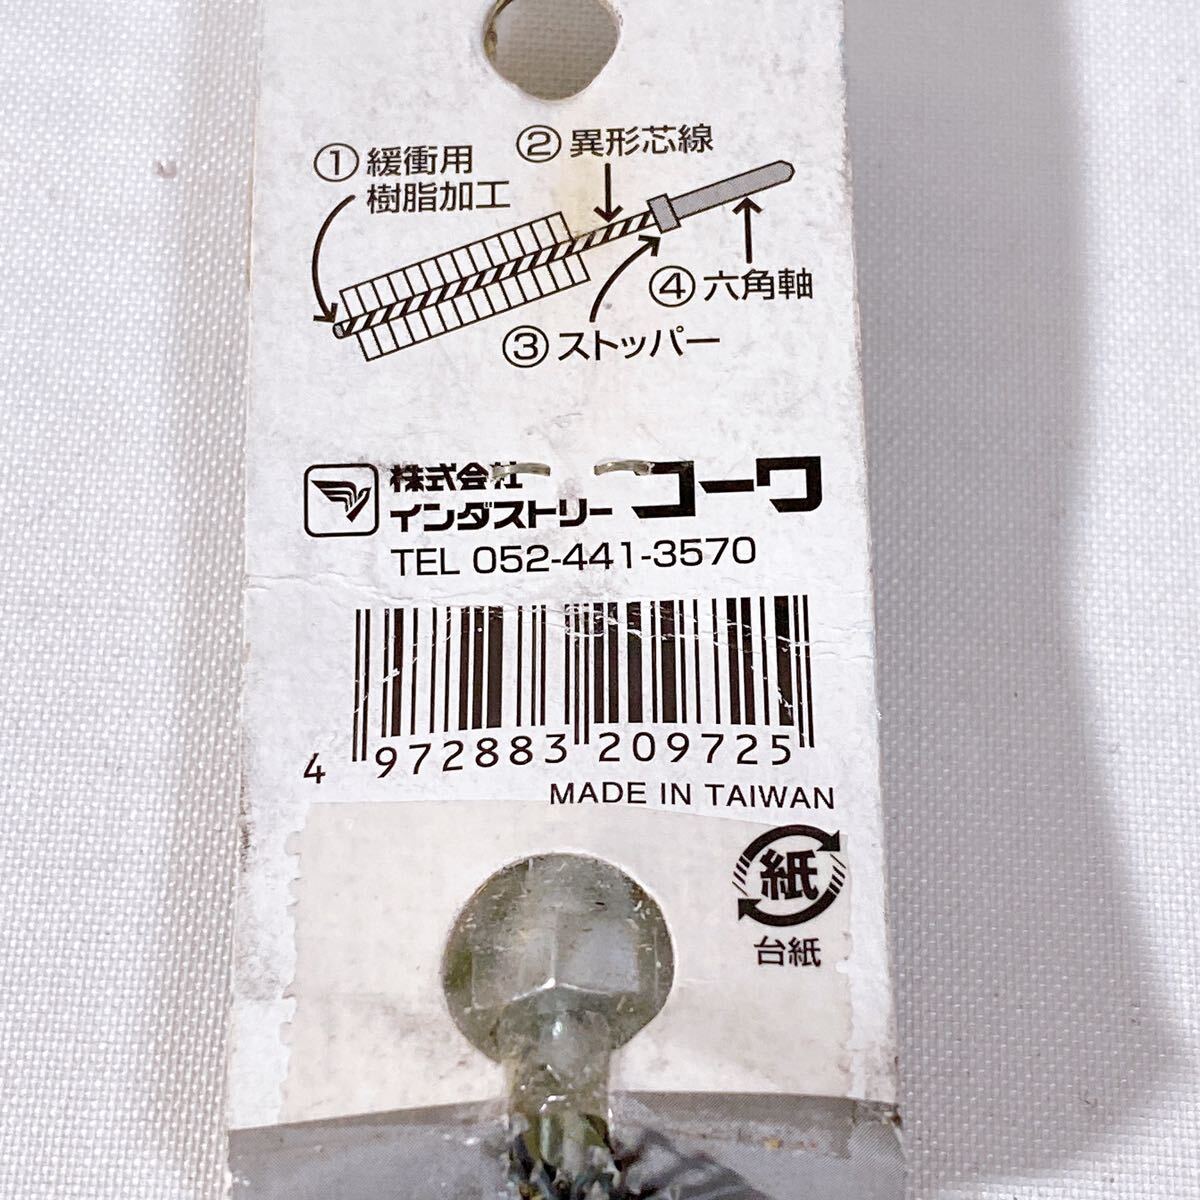 ①緩衝用
樹脂加工
②異形芯線
④六角軸
③ストッパー
株式会社
インダストリーコーワ
TEL 052-441-3570
4 972883 209725
MADE IN TAIWAN
紙
台紙